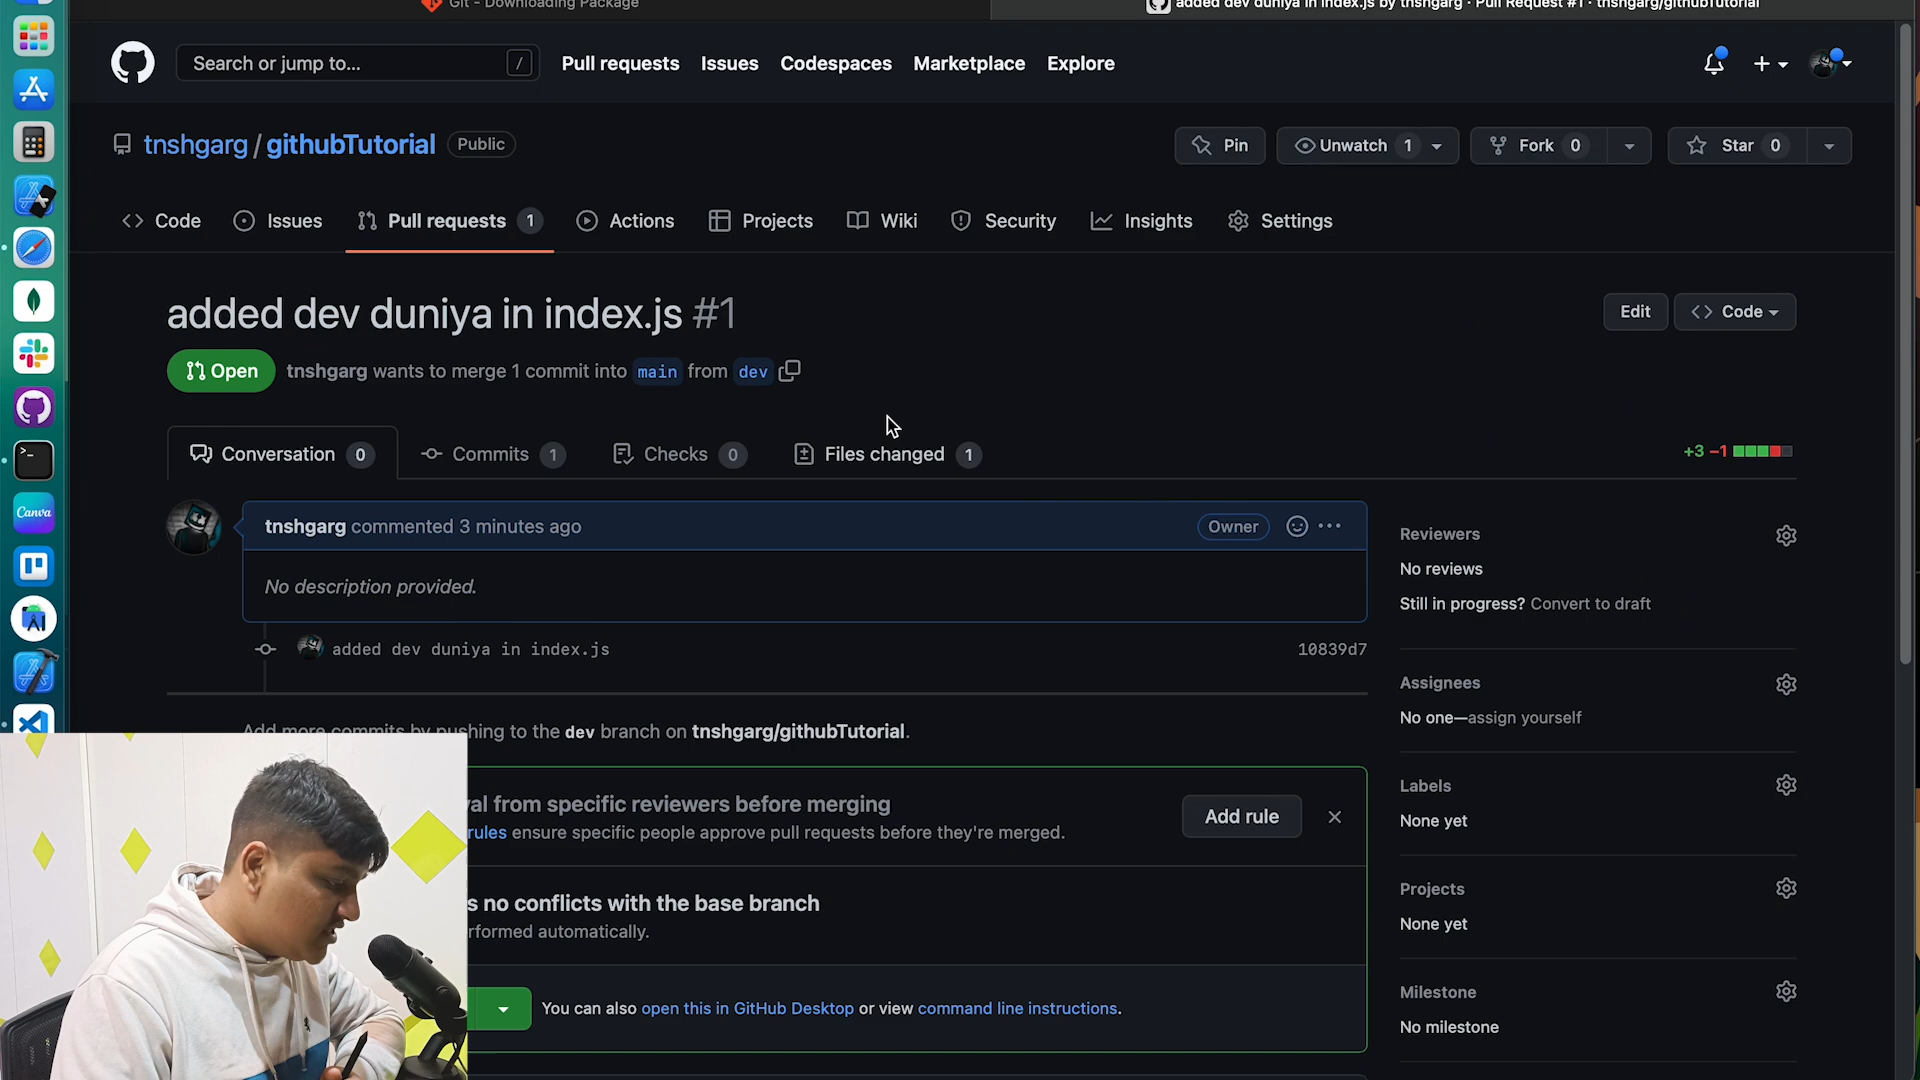 Git - Downloading Package
added dev duniya in index.js by tnshgarg · Pull Request #1 · tnshgarg/githubTutorial
Search or jump to... /
Pull requests Issues Codespaces Marketplace Explore
tnshgarg / githubTutorial Public
Pin Unwatch 1 Fork 0 Star 0
Code Issues Pull requests 1 Actions Projects Wiki Security Insights Settings
added dev duniya in index.js #1
Edit Code
Open tnshgarg wants to merge 1 commit into main from dev
Conversation 0 Commits 1 Checks 0 Files changed 1 +3 −1
tnshgarg commented 3 minutes ago Owner
No description provided.
added dev duniya in index.js 10839d7
Add more commits by pushing to the dev branch on tnshgarg/githubTutorial.
al from specific reviewers before merging
rules ensure specific people approve pull requests before they're merged.
Add rule
s no conflicts with the base branch
rformed automatically.
You can also open this in GitHub Desktop or view command line instructions.
Reviewers
No reviews
Still in progress? Convert to draft
Assignees
No one—assign yourself
Labels
None yet
Projects
None yet
Milestone
No milestone
Canva